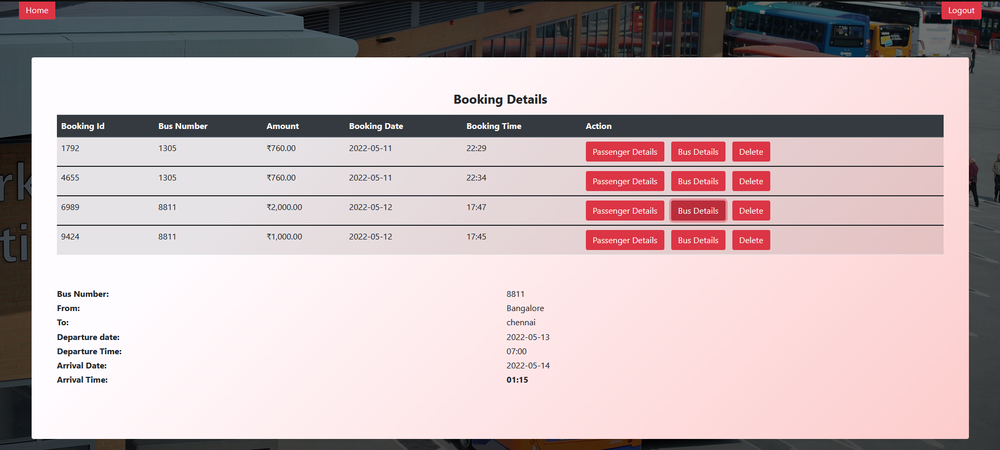 Home
Logout
Booking Details
Booking Id Bus Number Amount Booking Date Booking Time Action
1792 1305 ₹760.00 2022-05-11 22:29 Passenger Details Bus Details Delete
4655 1305 ₹760.00 2022-05-11 22:34 Passenger Details Bus Details Delete
6989 8811 ₹2,000.00 2022-05-12 17:47 Passenger Details Bus Details Delete
9424 8811 ₹1,000.00 2022-05-12 17:45 Passenger Details Bus Details Delete
Bus Number: 8811
From: Bangalore
To: chennai
Departure date: 2022-05-13
Departure Time: 07:00
Arrival Date: 2022-05-14
Arrival Time: 01:15